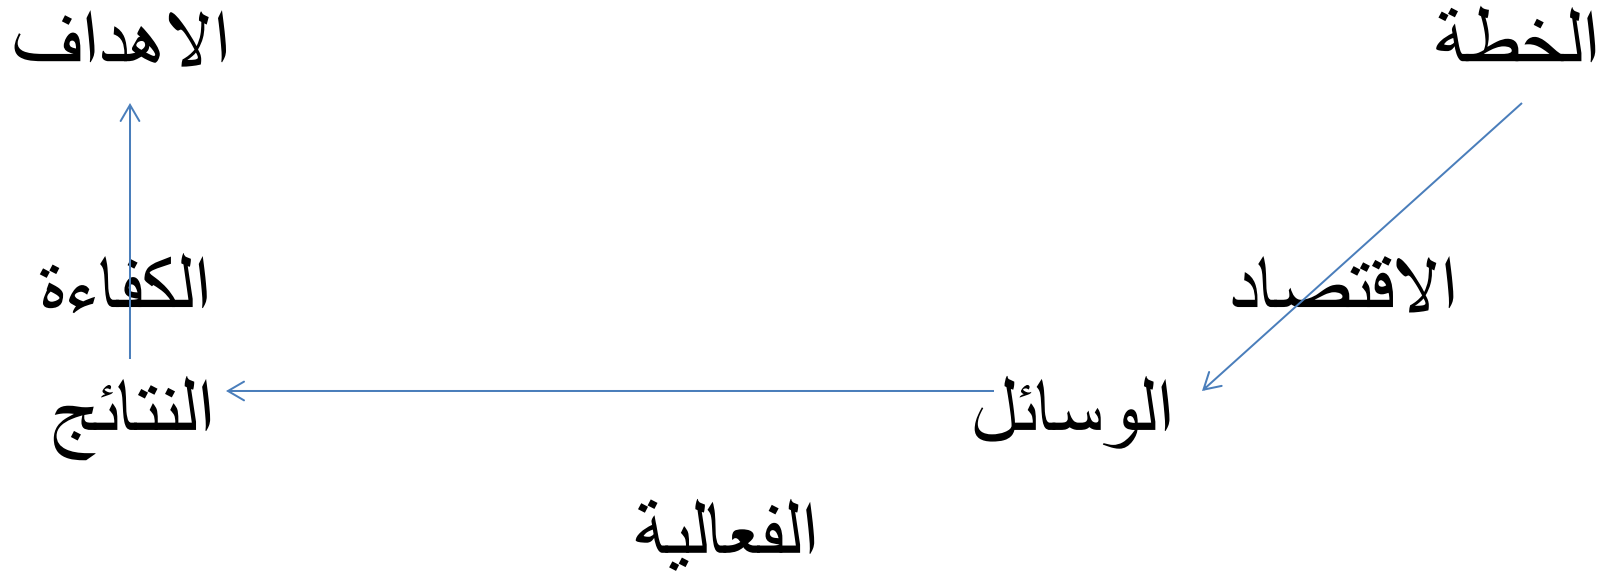 الخطة
الاهداف
الاقتصاد
الكفاءة
الوسائل
النتائج
الفعالية